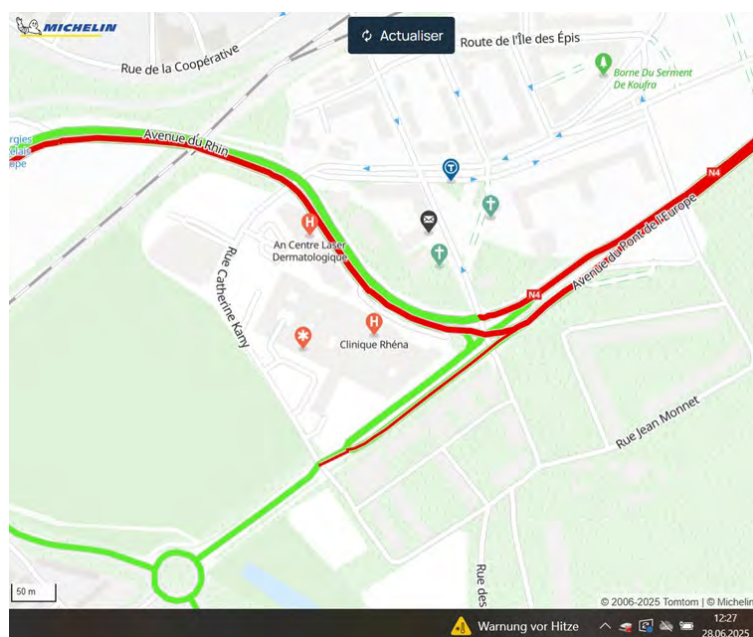 MICHELIN
Actualiser
Rue de la Coopérative
Route de l'Île des Épis
Borne Du Serment
De Koufra
Avenue du Rhin
N4
Avenue du Pont de l'Europe
H
An Centre Laser
Dermatologique
N4
Rue Catherine Kany
H
Clinique Rhéna
Rue Jean Monnet
Rue des
50 m
© 2006-2025 Tomtom | © Michelin
Warnung vor Hitze
12:27
28.06.2025